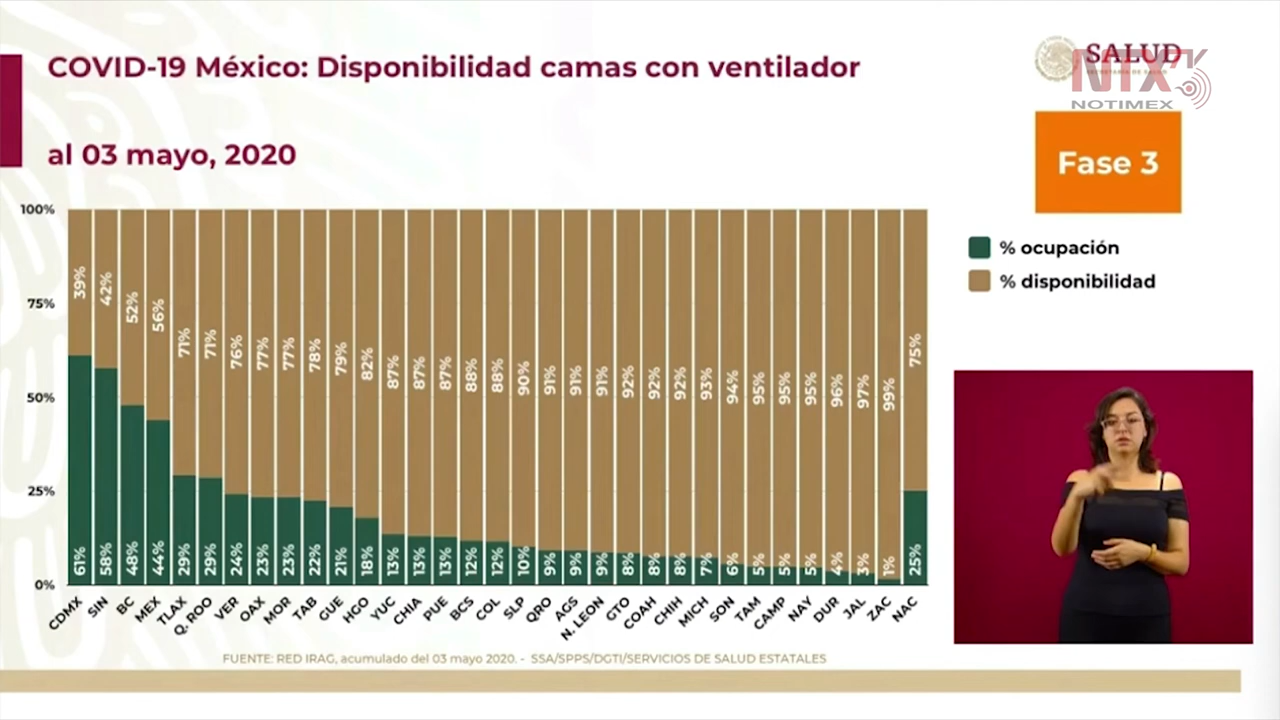 COVID-19 México: Disponibilidad camas con ventilador
al 03 mayo, 2020
SALUD
SECRETARÍA DE SALUD
NTX
NOTIMEX
Fase 3
% ocupación
% disponibilidad
100%
75%
50%
25%
0%
39% 42% 52% 56% 71% 71% 76% 77% 77% 78% 79% 82% 87% 87% 87% 88% 88% 90% 91% 91% 91% 92% 92% 92% 93% 94% 95% 95% 95% 96% 97% 99% 75%
61% 58% 48% 44% 29% 29% 24% 23% 23% 22% 21% 18% 13% 13% 13% 12% 12% 10% 9% 9% 9% 8% 8% 8% 7% 6% 5% 5% 5% 4% 3% 1% 25%
CDMX SIN BC MEX TLAX Q. ROO VER OAX MOR TAB GUE HGO YUC CHIA PUE BCS COL SLP QRO AGS N. LEON GTO COAH CHIH MICH SON TAM CAMP NAY DUR JAL ZAC NAC
FUENTE: RED IRAG, acumulado del 03 mayo 2020. - SSA/SPPS/DGTI/SERVICIOS DE SALUD ESTATALES